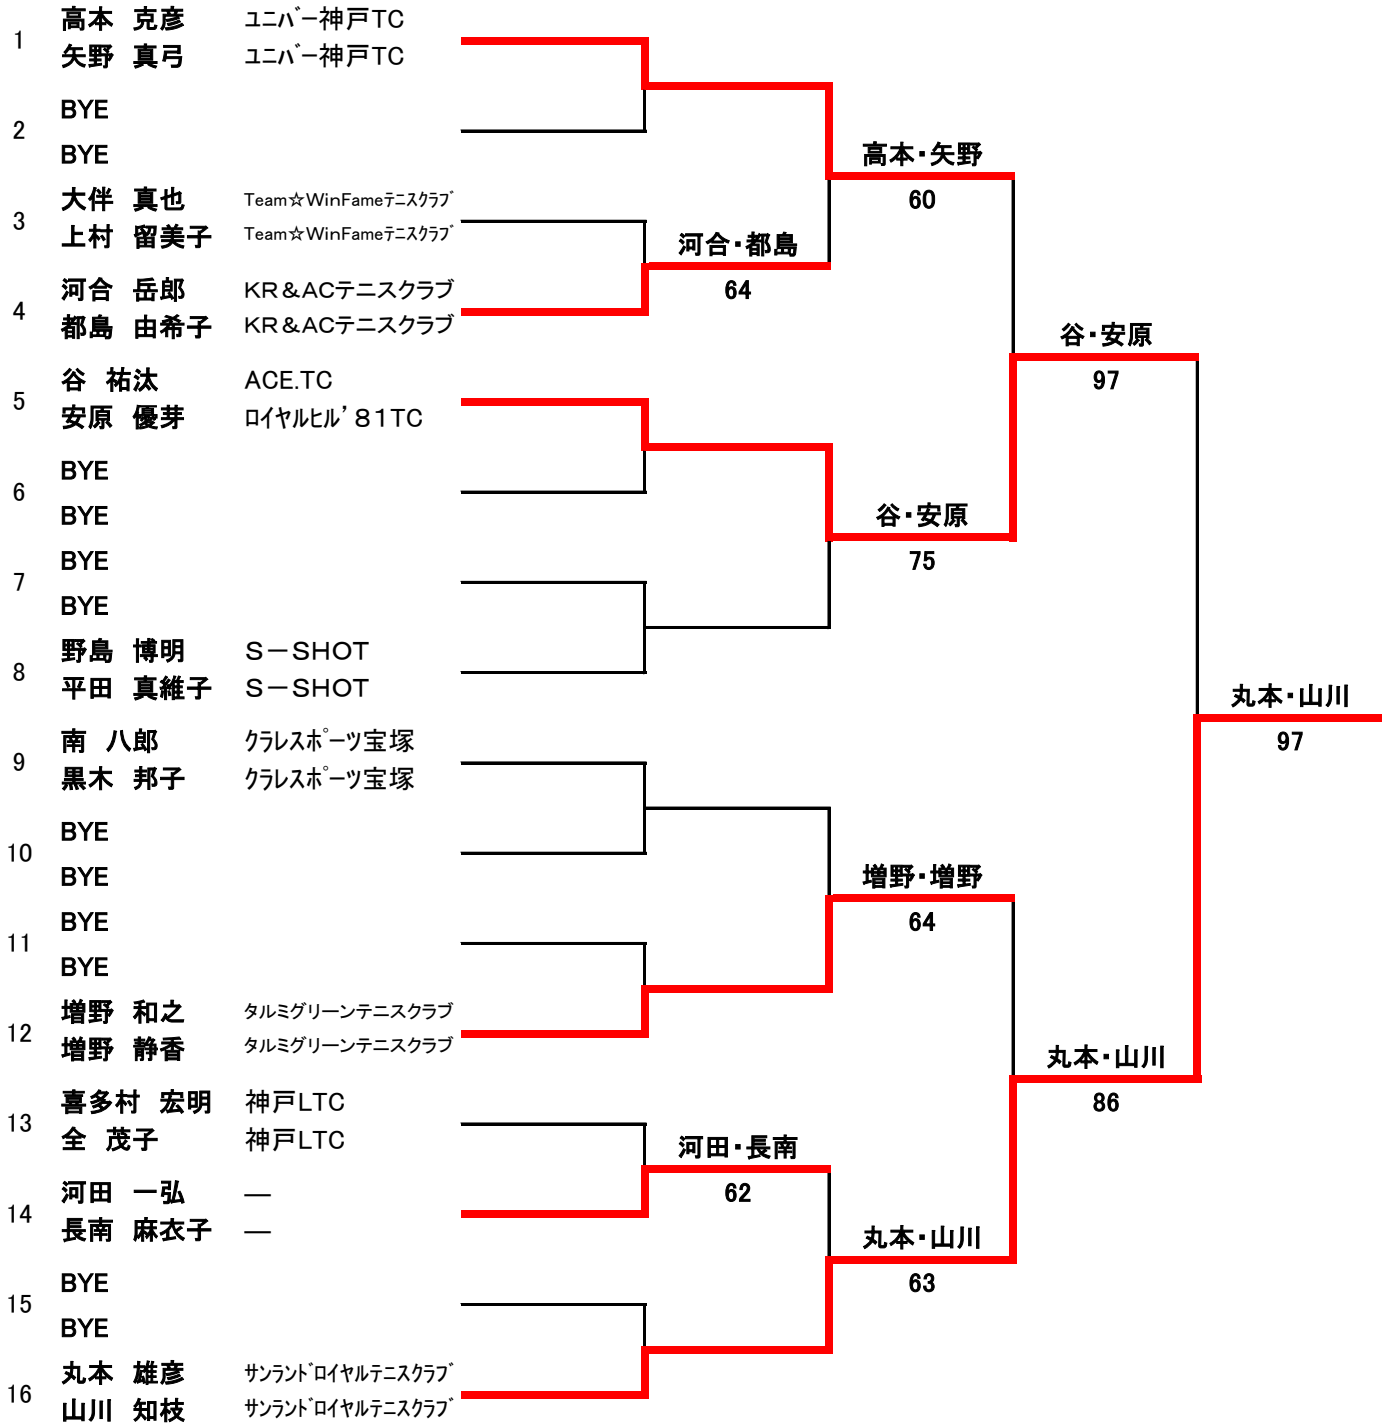 1 高本 克彦 ﾕﾆﾊﾞｰ神戸TC
矢野 真弓 ﾕﾆﾊﾞｰ神戸TC
2 BYE
BYE
高本・矢野
60
3 大伴 真也 Team☆WinFameﾃﾆｽｸﾗﾌﾞ
上村 留美子 Team☆WinFameﾃﾆｽｸﾗﾌﾞ
河合・都島
64
4 河合 岳郎 KR＆ACテニスクラブ
都島 由希子 KR＆ACテニスクラブ
谷・安原
97
5 谷 祐汰 ACE.TC
安原 優芽 ﾛｲﾔﾙﾋﾙ’８１TC
6 BYE
BYE
谷・安原
75
7 BYE
BYE
8 野島 博明 S－SHOT
平田 真維子 S－SHOT
丸本・山川
97
9 南 八郎 ｸﾗﾚｽﾎﾟｰﾂ宝塚
黒木 邦子 ｸﾗﾚｽﾎﾟｰﾂ宝塚
10 BYE
BYE
増野・増野
64
11 BYE
BYE
12 増野 和之 タルミグリーンテニスクラブ
増野 静香 タルミグリーンテニスクラブ
丸本・山川
86
13 喜多村 宏明 神戸LTC
全 茂子 神戸LTC
河田・長南
62
14 河田 一弘 ―
長南 麻衣子 ―
丸本・山川
63
15 BYE
BYE
16 丸本 雄彦 ｻﾝﾗﾝﾄﾞﾛｲﾔﾙﾃﾆｽｸﾗﾌﾞ
山川 知枝 ｻﾝﾗﾝﾄﾞﾛｲﾔﾙﾃﾆｽｸﾗﾌﾞ